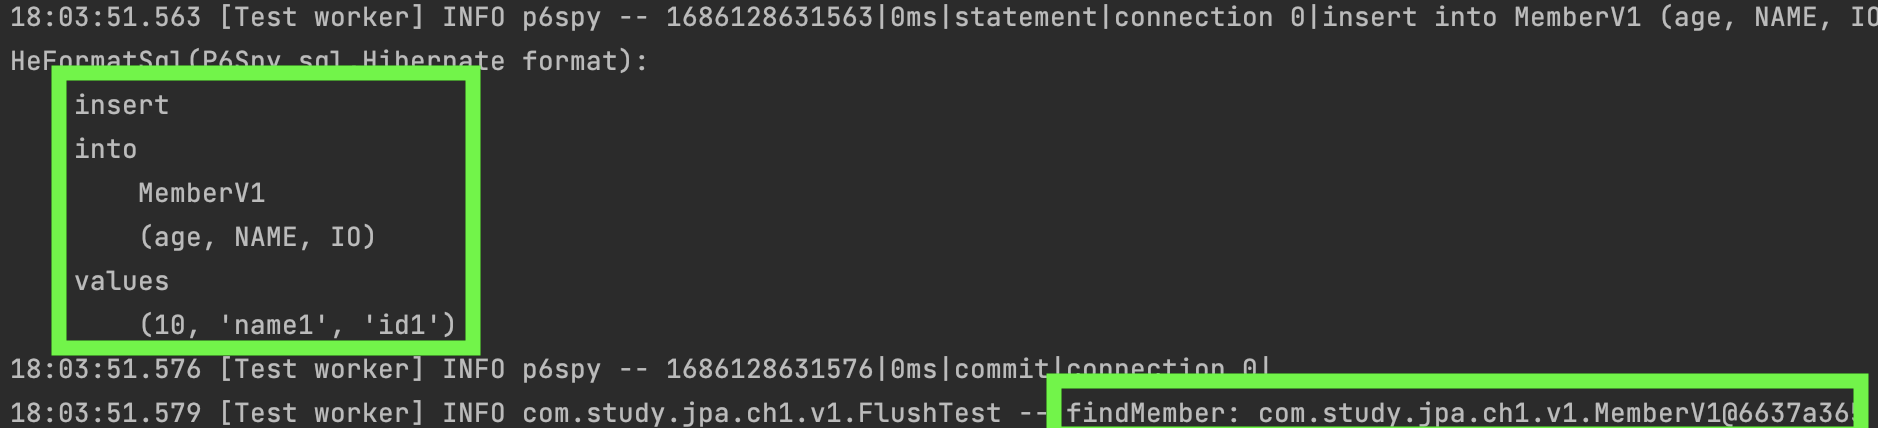 18:03:51.563 [Test worker] INFO p6spy -- 1686128631563|0ms|statement|connection 0|insert into MemberV1 (age, NAME, IO
HeFormatSql(P6Spy sql,Hibernate format):
insert
into
MemberV1
(age, NAME, IO)
values
(10, 'name1', 'id1')
18:03:51.576 [Test worker] INFO p6spy -- 1686128631576|0ms|commit|connection 0|
18:03:51.579 [Test worker] INFO com.study.jpa.ch1.v1.FlushTest -- findMember: com.study.jpa.ch1.v1.MemberV1@6637a365